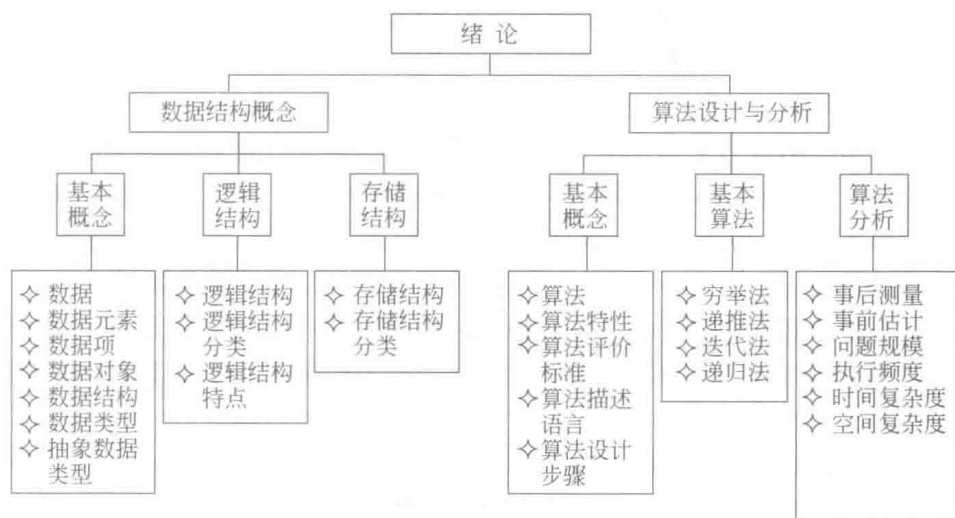 绪 论
数据结构概念
算法设计与分析
基本
概念
逻辑
结构
存储
结构
基本
概念
基本
算法
算法
分析
✧ 数据
✧ 数据元素
✧ 数据项
✧ 数据对象
✧ 数据结构
✧ 数据类型
✧ 抽象数据
类型
✧ 逻辑结构
✧ 逻辑结构
分类
✧ 逻辑结构
特点
✧ 存储结构
✧ 存储结构
分类
✧ 算法
✧ 算法特性
✧ 算法评价
标准
✧ 算法描述
语言
✧ 算法设计
步骤
✧ 穷举法
✧ 递推法
✧ 迭代法
✧ 递归法
✧ 事后测量
✧ 事前估计
✧ 问题规模
✧ 执行频度
✧ 时间复杂度
✧ 空间复杂度